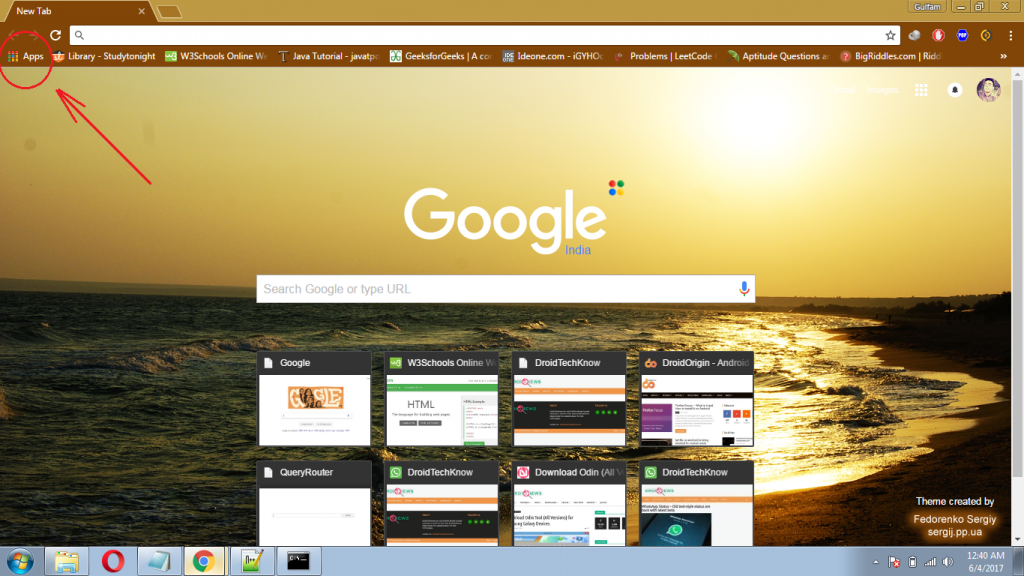 New Tab
Guifam
Apps
Library - Studytonight
W3Schools Online We
Java Tutorial - javatpo
GeeksforGeeks | A co
Ideone.com - iGYHO
Problems | LeetCode
Aptitude Questions a
BigRiddles.com | Ridd
»
Images
Google
India
Search Google or type URL
Google
W3Schools Online W
DroidTechKnow
DroidOrigin - Android
HTML
QueryRouter
DroidTechKnow
Download Odin (All V
DroidTechKnow
Theme created by
Fedorenko Sergiy
sergij.pp.ua
12:40 AM
6/4/2017